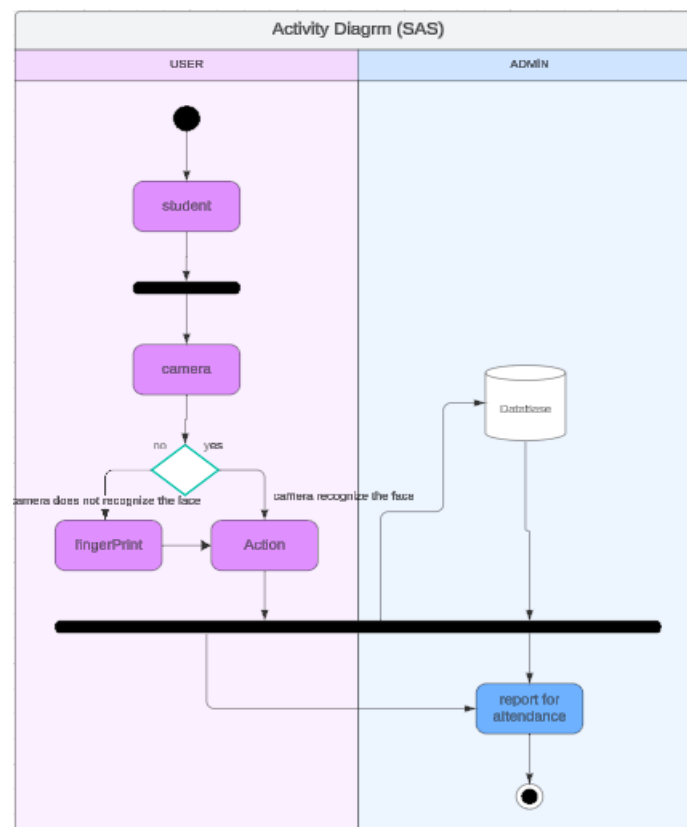 Activity Diagrm (SAS)
USER
ADMİN
student
camera
DataBase
no
yes
camera does not recognize the face
camera recognize the face
fingerPrint
Action
report for
attendance